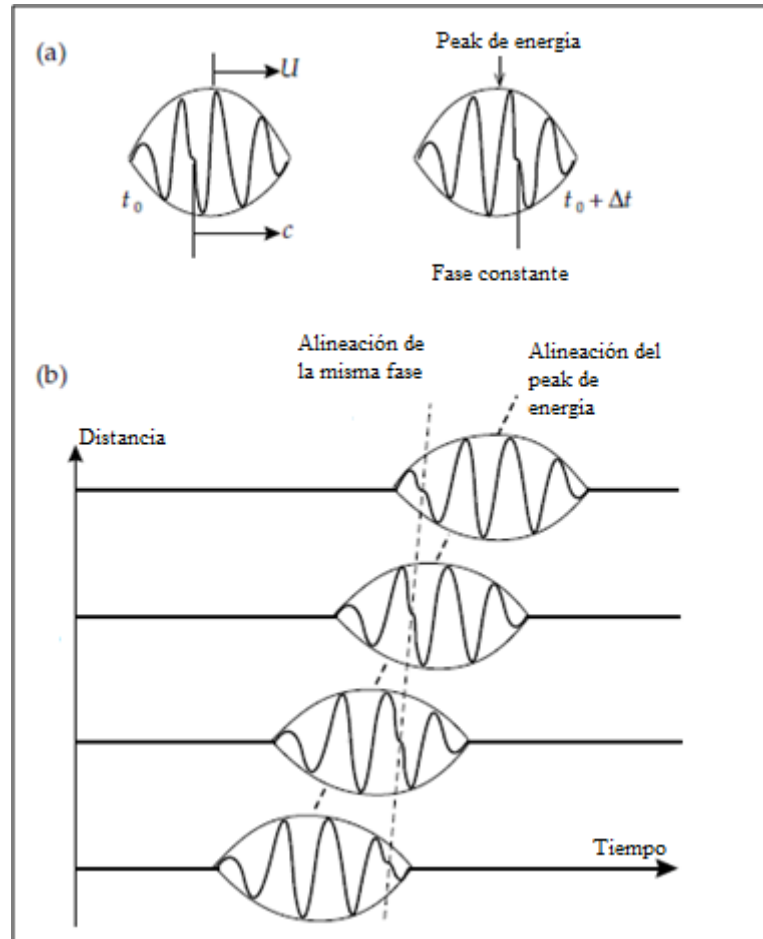 (a)
Peak de energia
U
t₀
c
t₀ + Δt
Fase constante
(b)
Alineación de
la misma fase
Alineación del
peak de
energía
Distancia
Tiempo